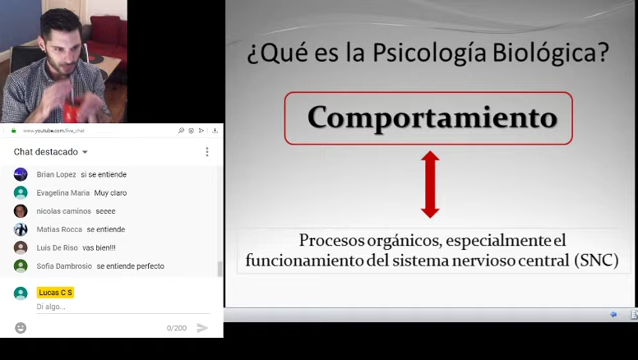 ¿Qué es la Psicología Biológica?
Comportamiento
Procesos orgánicos, especialmente el
funcionamiento del sistema nervioso central (SNC)
www.youtube.com/live_chat
Chat destacado
Brian Lopez si se entiende
Evagelina Maria Muy claro
nicolas caminos seeee
Matias Rocca se entiende
Luis De Riso vas bien!!!
Sofia Dambrosio se entiende perfecto
Lucas C S
Di algo...
0/200